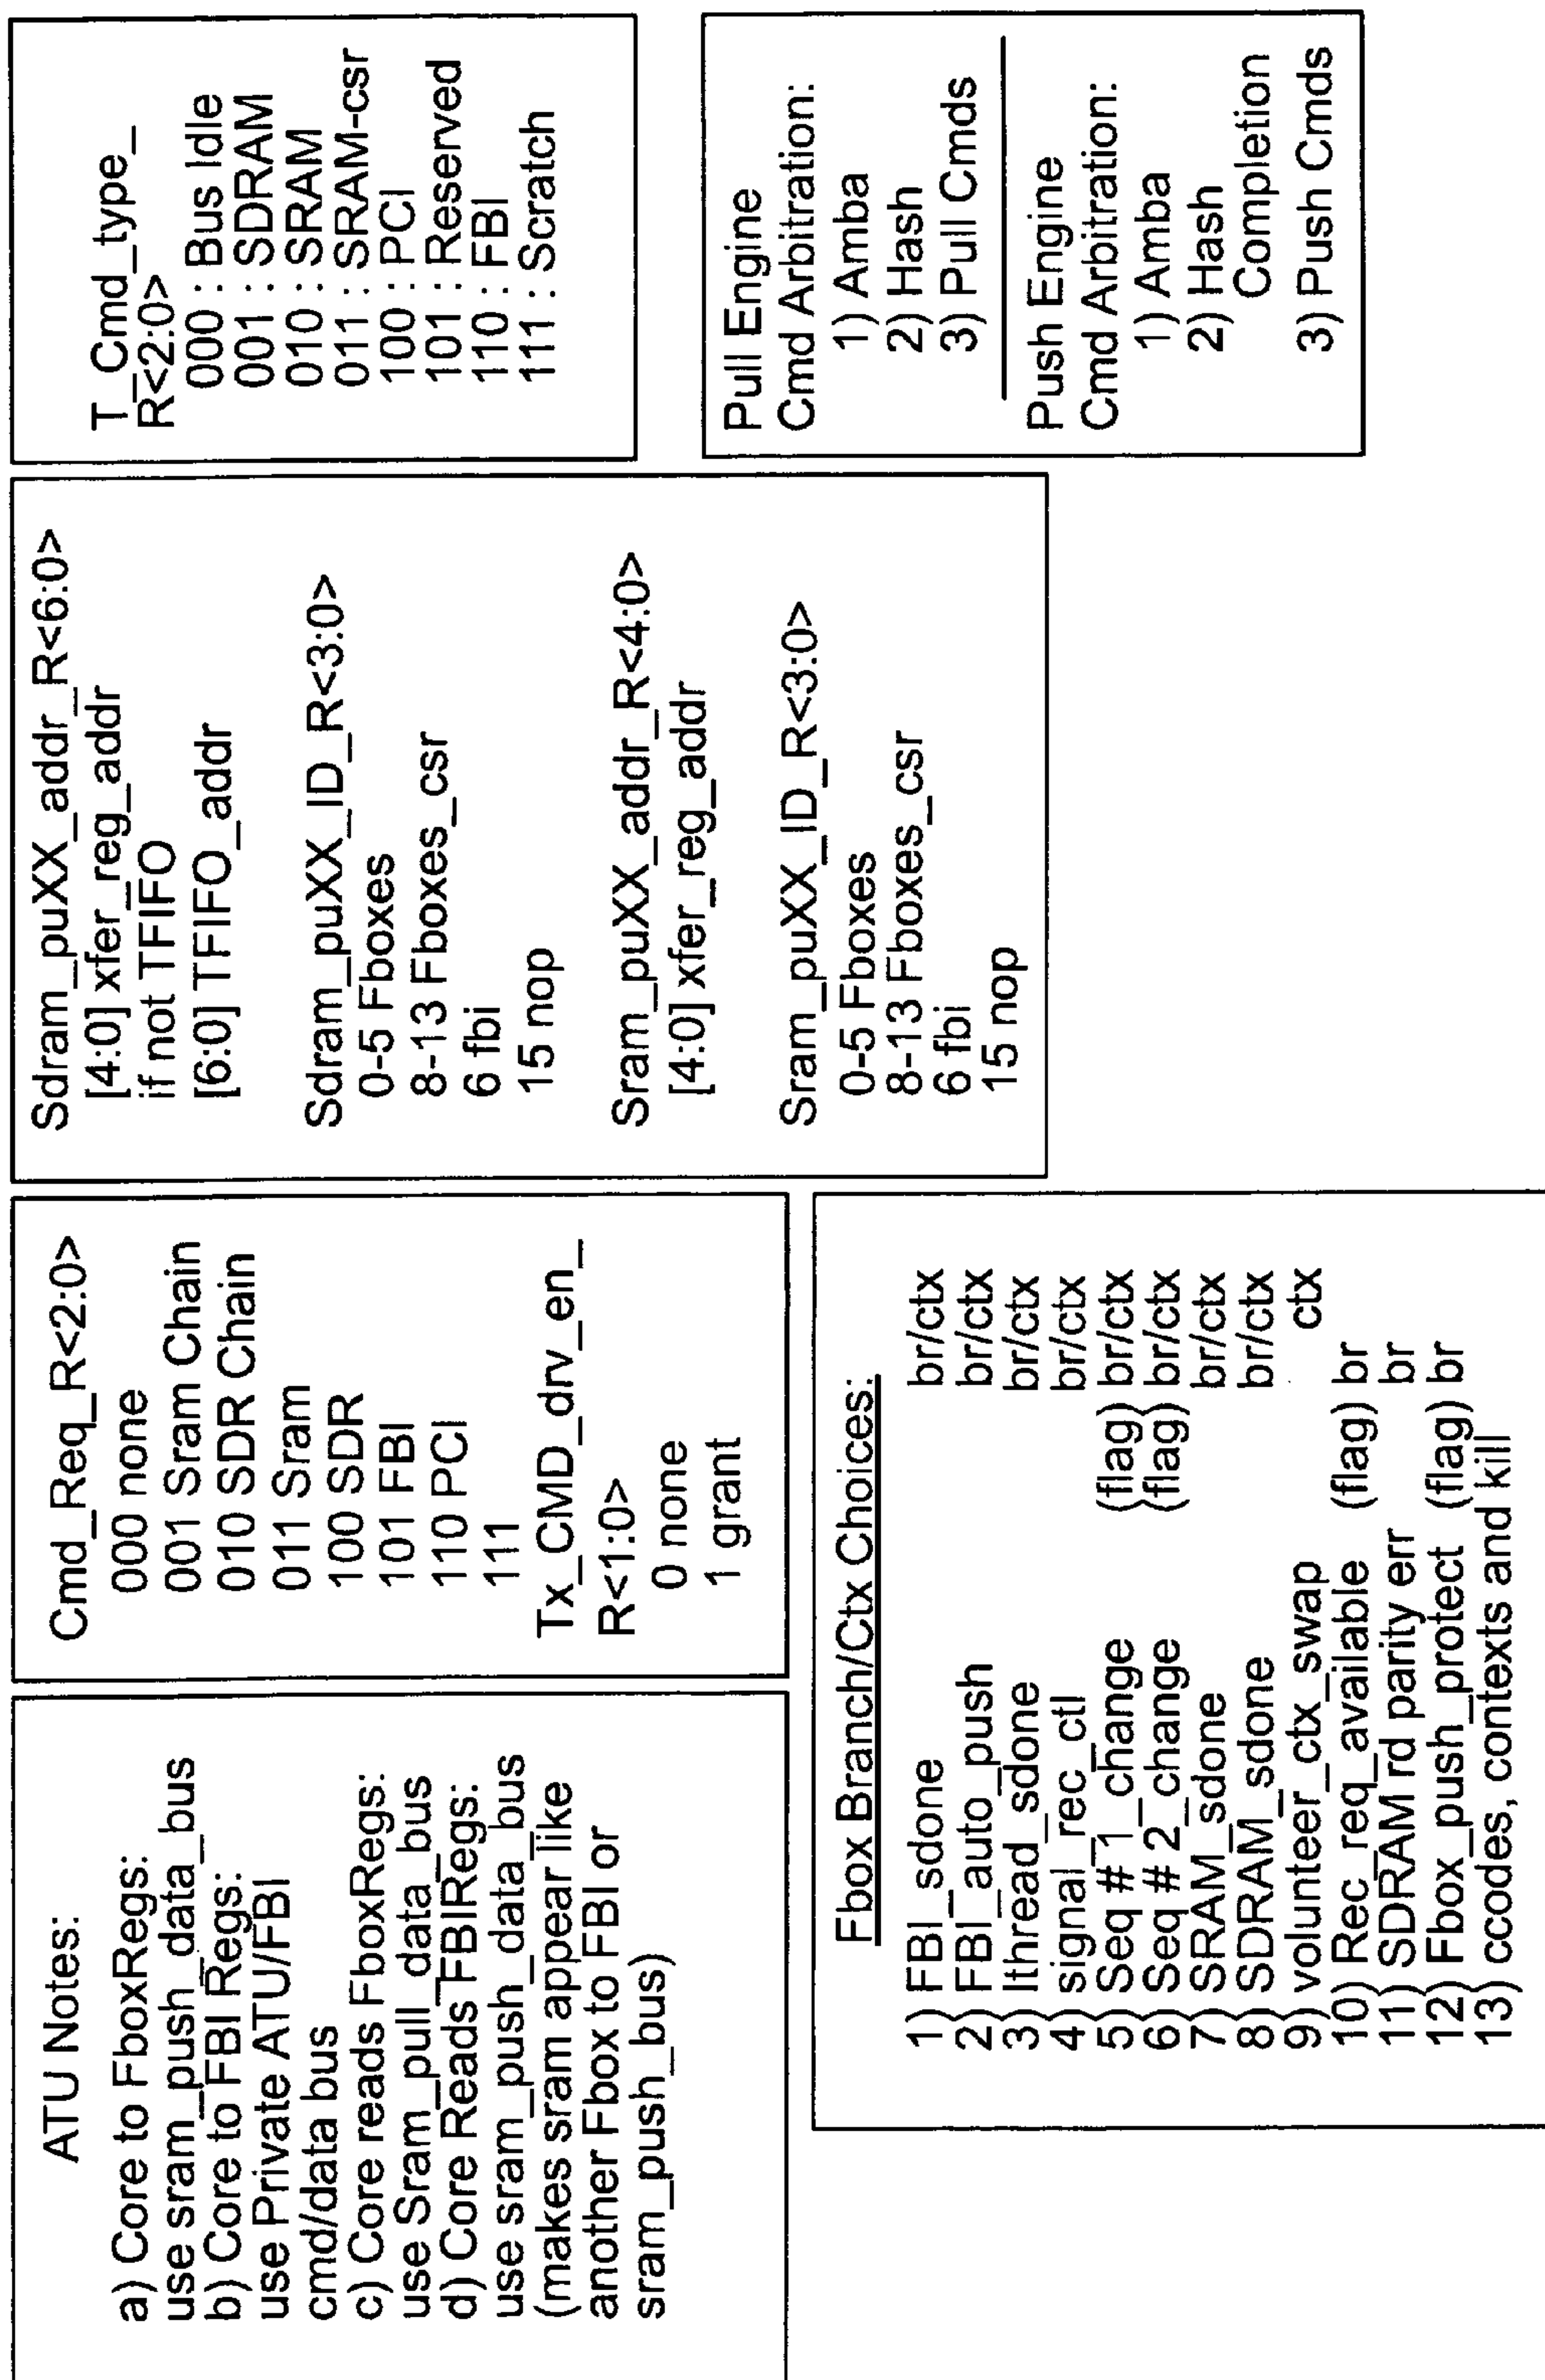 ATU Notes:
a) Core to FboxRegs:
use sram_push_data_bus
b) Core to FBI Regs:
use Private ATU/FBI
cmd/data bus
c) Core reads FboxRegs:
use Sram_pull_data_bus
d) Core Reads FBIRegs:
use sram_push_data_bus
(makes sram appear like
another Fbox to FBI or
sram_push_bus)
Cmd_Req_R<2:0>
000 none
001 Sram Chain
010 SDR Chain
011 Sram
100 SDR
101 FBI
110 PCI
111
Tx_CMD_drv_en_
R<1:0>
0 none
1 grant
Sdram_puXX_addr_R<6:0>
[4:0] xfer_reg_addr
if not TFIFO
[6:0] TFIFO_addr
Sdram_puXX_ID_R<3:0>
0-5 Fboxes
8-13 Fboxes_csr
6 fbi
15 nop
Sram_puXX_addr_R<4:0>
[4:0] xfer_reg_addr
Sram_puXX_ID_R<3:0>
0-5 Fboxes
8-13 Fboxes_csr
6 fbi
15 nop
T_Cmd_type_
R<2:0>
000 : Bus Idle
001 : SDRAM
010 : SRAM
011 : SRAM-csr
100 : PCI
101 : Reserved
110 : FBI
111 : Scratch
Fbox Branch/Ctx Choices:
1) FBI_sdone br/ctx
2) FBI_auto_push br/ctx
3) Ithread_sdone br/ctx
4) signal_rec_ctl br/ctx
5) Seq #1_change (flag) br/ctx
6) Seq #2_change (flag) br/ctx
7) SRAM_sdone br/ctx
8) SDRAM_sdone br/ctx
9) volunteer_ctx_swap ctx
10) Rec_req_available (flag) br
11) SDRAM rd parity err br
12) Fbox_push_protect (flag) br
13) ccodes, contexts and kill
Pull Engine
Cmd Arbitration:
1) Amba
2) Hash
3) Pull Cmds
Push Engine
Cmd Arbitration:
1) Amba
2) Hash
Completion
3) Push Cmds